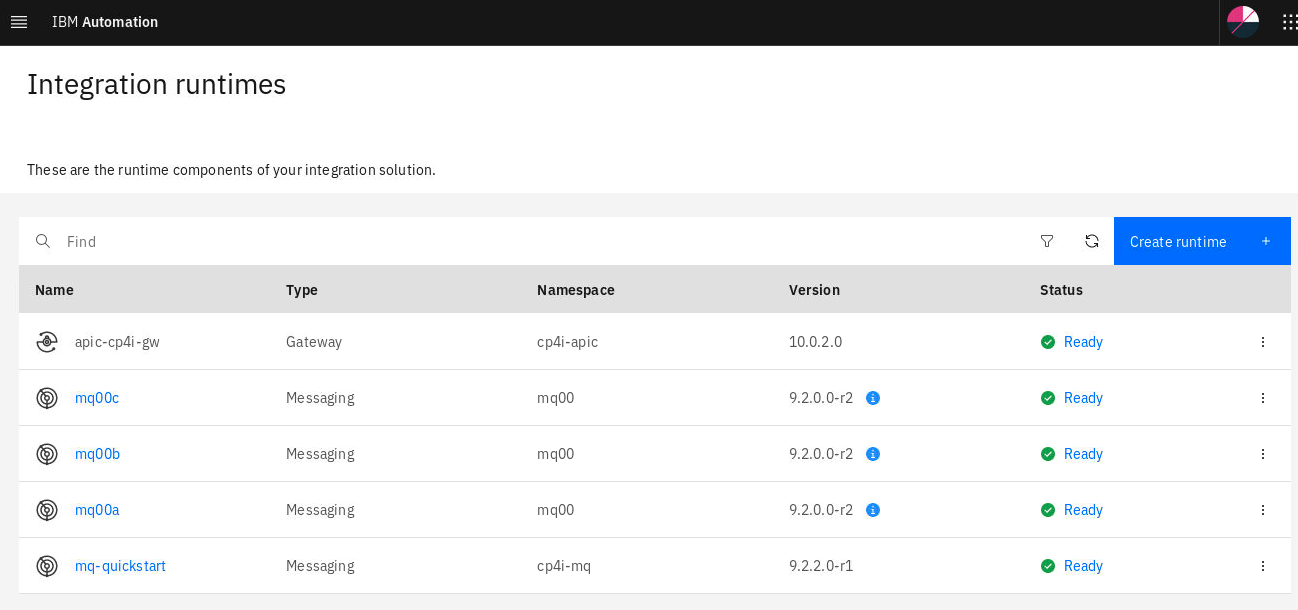 IBM Automation
Integration runtimes
These are the runtime components of your integration solution.
Find Create runtime +
Name Type Namespace Version Status
apic-cp4i-gw Gateway cp4i-apic 10.0.2.0 Ready
mq00c Messaging mq00 9.2.0.0-r2 Ready
mq00b Messaging mq00 9.2.0.0-r2 Ready
mq00a Messaging mq00 9.2.0.0-r2 Ready
mq-quickstart Messaging cp4i-mq 9.2.2.0-r1 Ready